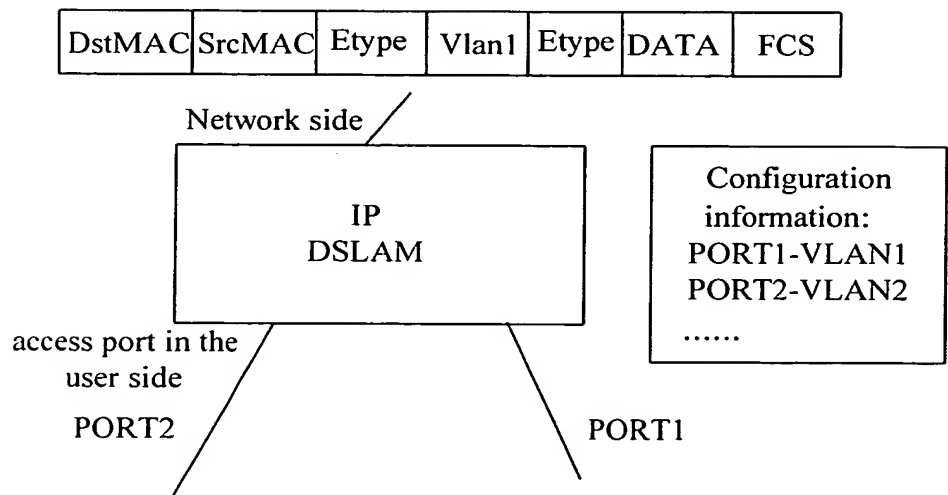 DstMAC SrcMAC Etype Vlan1 Etype DATA FCS
Network side
IP
DSLAM
Configuration
information:
PORT1-VLAN1
PORT2-VLAN2
......
access port in the
user side
PORT2
PORT1